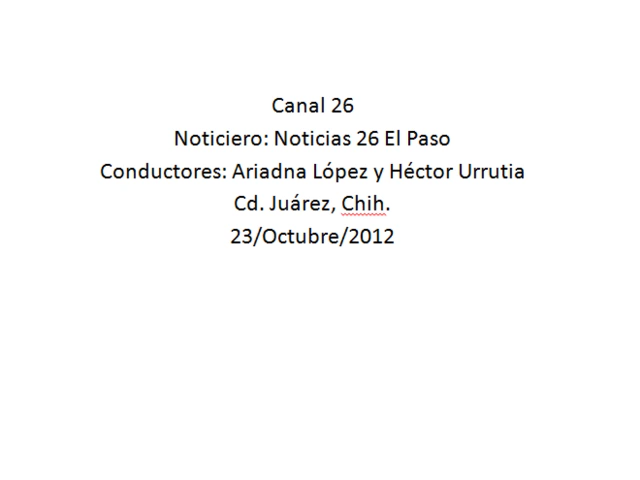 Canal 26
Noticiero: Noticias 26 El Paso
Conductores: Ariadna López y Héctor Urrutia
Cd. Juárez, Chih.
23/Octubre/2012